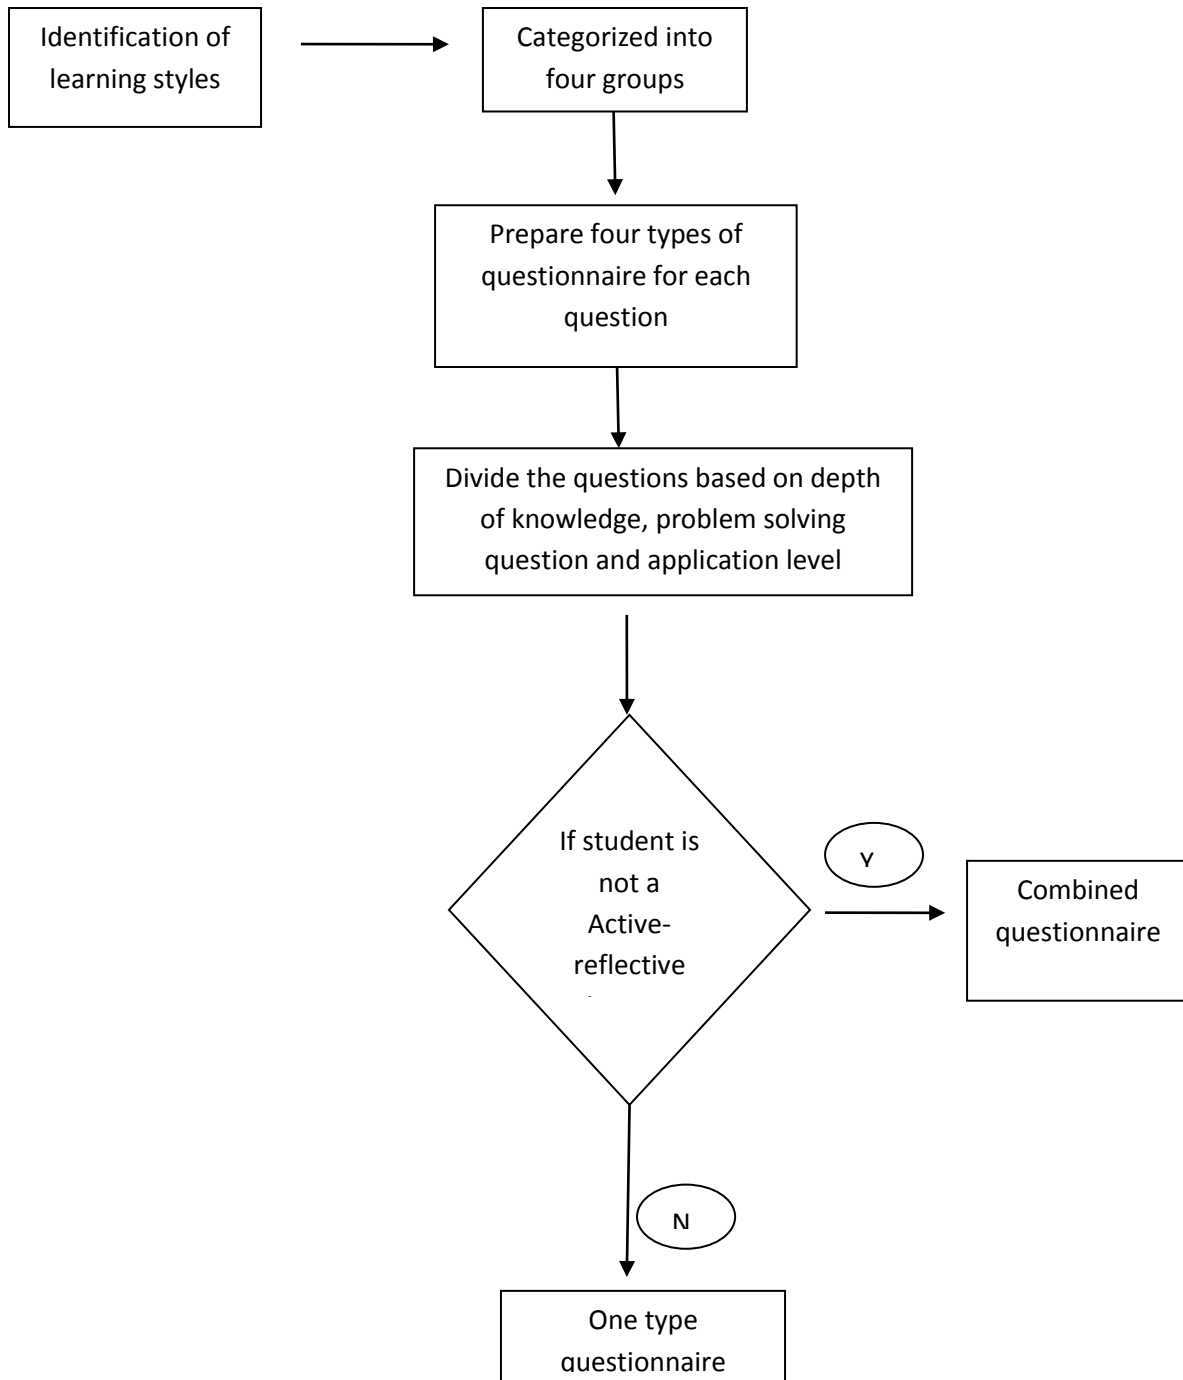 Identification of
learning styles
Categorized into
four groups
Prepare four types of
questionnaire for each
question
Divide the questions based on depth
of knowledge, problem solving
question and application level
If student is
not a
Active-
reflective
Y
Combined
questionnaire
N
One type
questionnaire